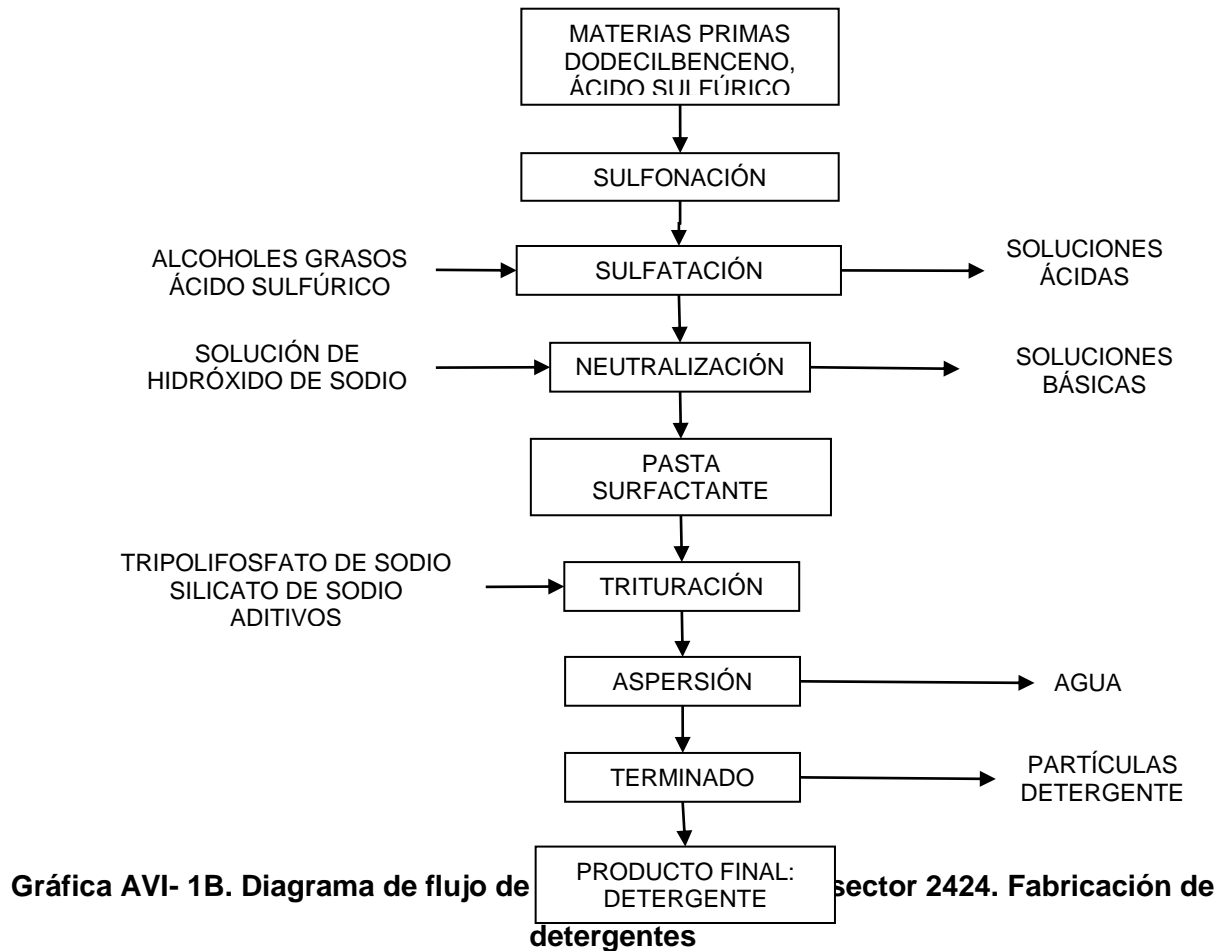 MATERIAS PRIMAS
DODECILBENCENO,
ÁCIDO SULFÚRICO
SULFONACIÓN
ALCOHOLES GRASOS
ÁCIDO SULFÚRICO
SULFATACIÓN
SOLUCIONES
ÁCIDAS
SOLUCIÓN DE
HIDRÓXIDO DE SODIO
NEUTRALIZACIÓN
SOLUCIONES
BÁSICAS
PASTA
SURFACTANTE
TRIPOLIFOSFATO DE SODIO
SILICATO DE SODIO
ADITIVOS
TRITURACIÓN
ASPERSIÓN
AGUA
TERMINADO
PARTÍCULAS
DETERGENTE
PRODUCTO FINAL:
DETERGENTE
Gráfica AVI- 1B. Diagrama de flujo de sector 2424. Fabricación de
detergentes